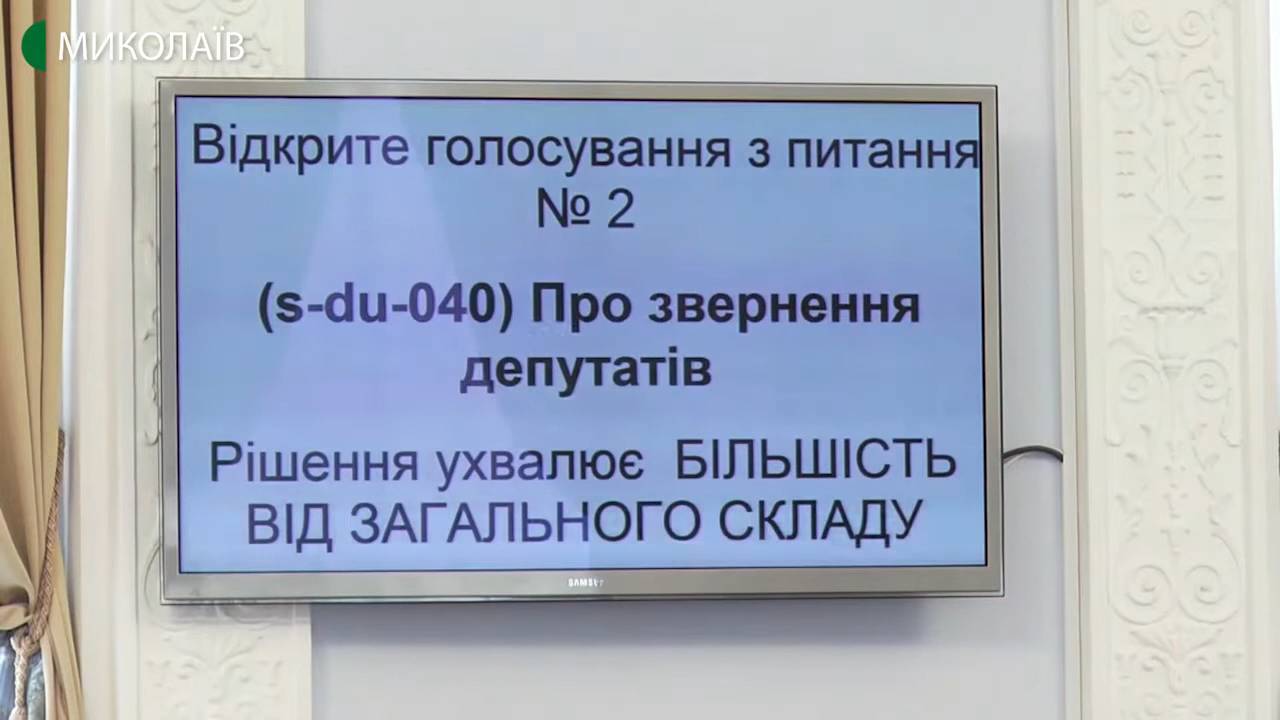 МИКОЛАЇВ
Відкрите голосування з питання
№ 2
(s-du-040) Про звернення
депутатів
Рішення ухвалює БІЛЬШІСТЬ
ВІД ЗАГАЛЬНОГО СКЛАДУ
SAMSUNG